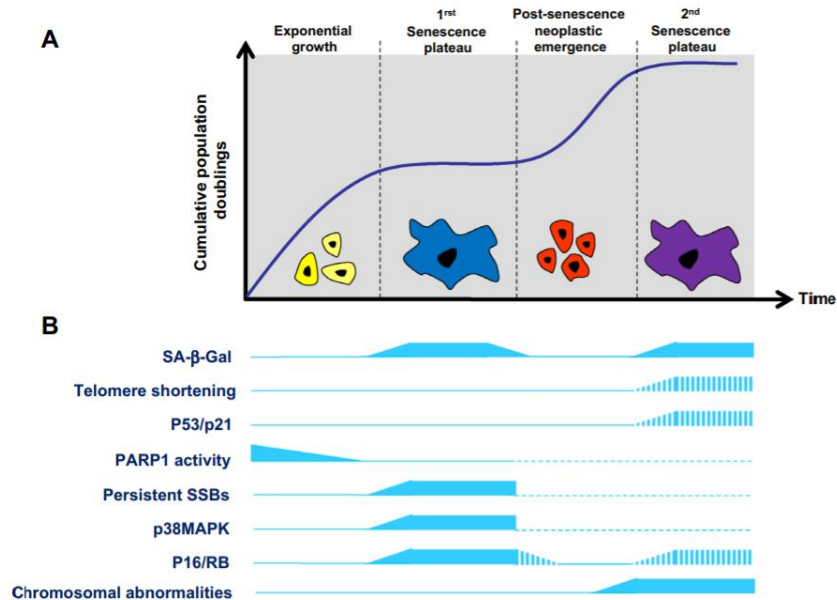 A
Exponential
growth
1rst
Senescence
plateau
Post-senescence
neoplastic
emergence
2nd
Senescence
plateau
Cumulative population
doublings
Time
B
SA-β-Gal
Telomere shortening
P53/p21
PARP1 activity
Persistent SSBs
p38MAPK
P16/RB
Chromosomal abnormalities